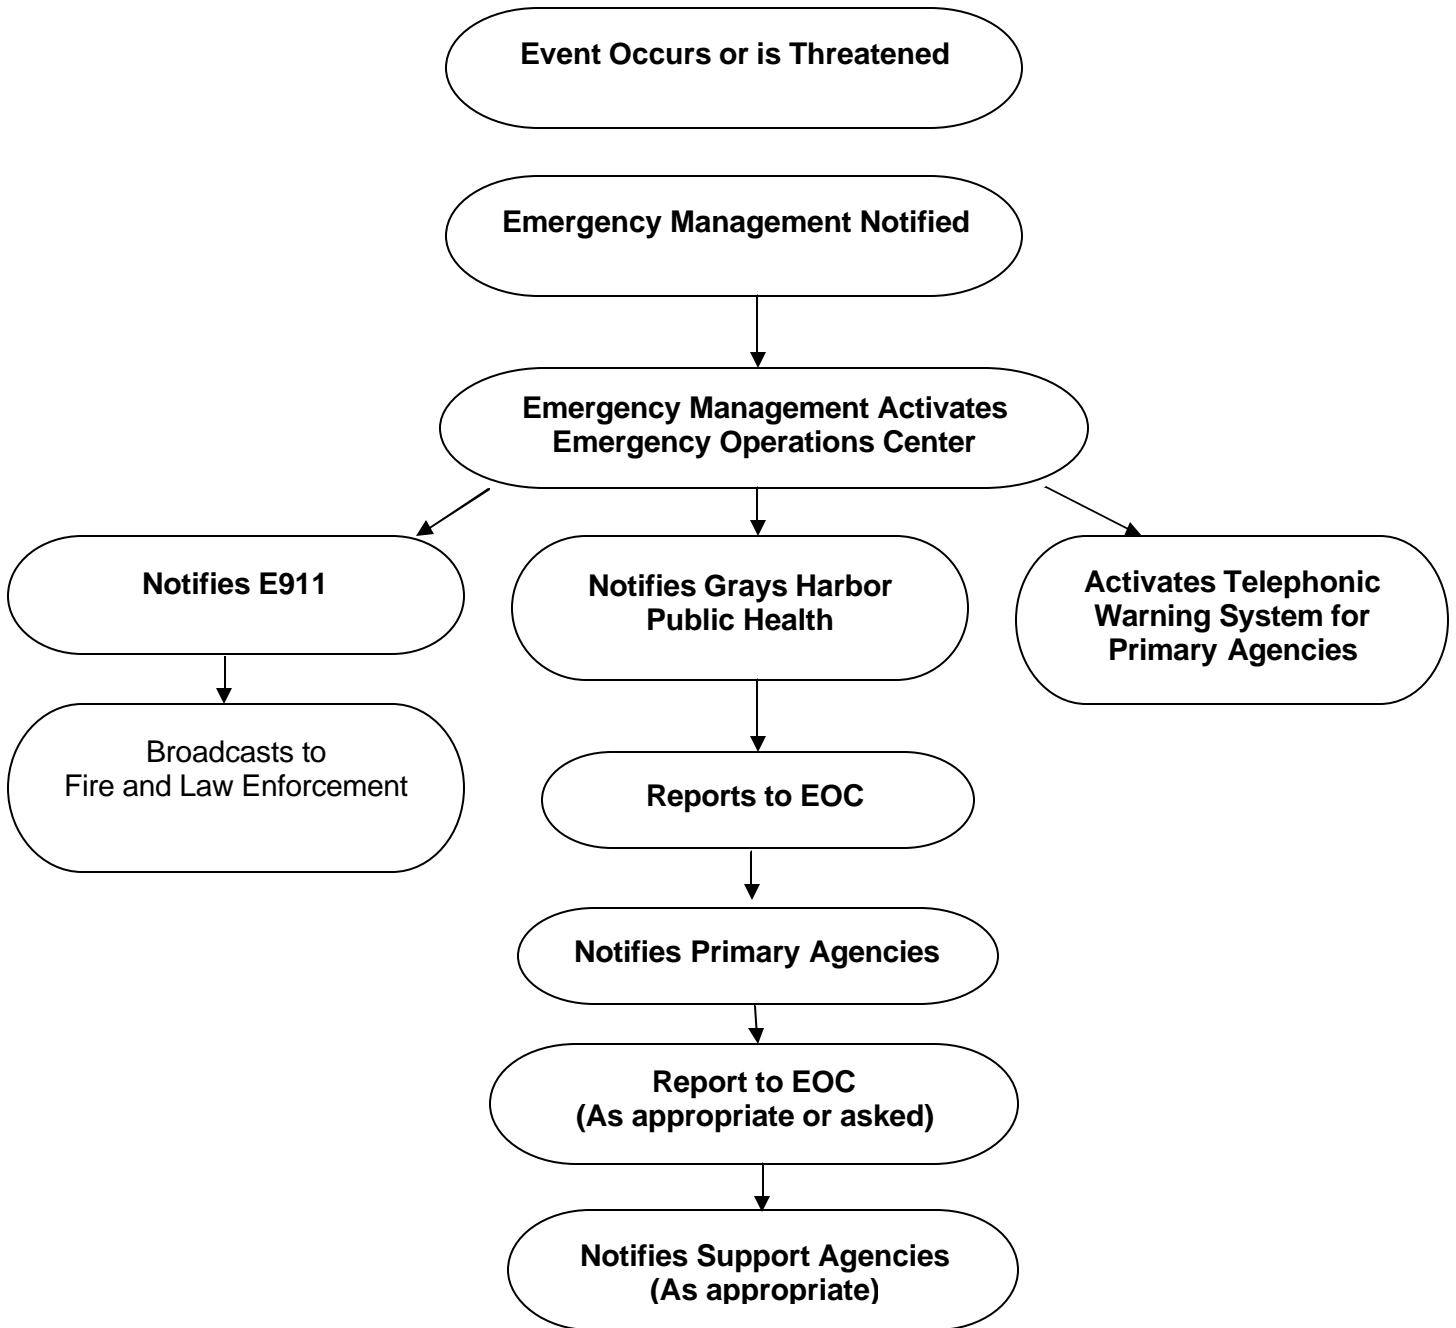 Event Occurs or is Threatened
Emergency Management Notified
Emergency Management Activates
Emergency Operations Center
Notifies E911
Notifies Grays Harbor
Public Health
Activates Telephonic
Warning System for
Primary Agencies
Broadcasts to
Fire and Law Enforcement
Reports to EOC
Notifies Primary Agencies
Report to EOC
(As appropriate or asked)
Notifies Support Agencies
(As appropriate)